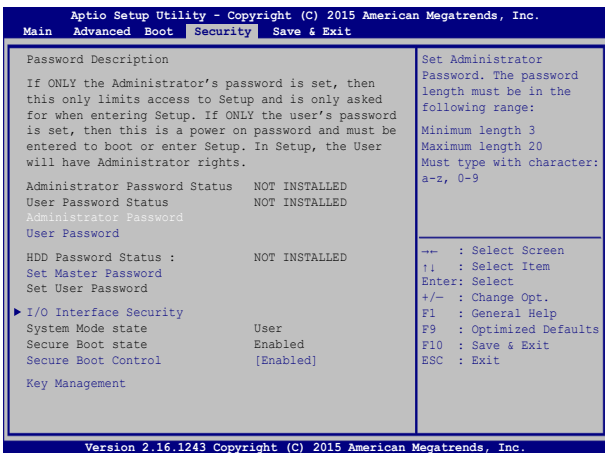 Aptio Setup Utility - Copyright (C) 2015 American Megatrends, Inc.
Main Advanced Boot Security Save & Exit
Password Description
If ONLY the Administrator's password is set, then
this only limits access to Setup and is only asked
for when entering Setup. If ONLY the user's password
is set, then this is a power on password and must be
entered to boot or enter Setup. In Setup, the User
will have Administrator rights.
Administrator Password Status NOT INSTALLED
User Password Status NOT INSTALLED
Administrator Password
User Password
HDD Password Status : NOT INSTALLED
Set Master Password
Set User Password
I/O Interface Security
System Mode state User
Secure Boot state Enabled
Secure Boot Control [Enabled]
Key Management
Set Administrator
Password. The password
length must be in the
following range:
Minimum length 3
Maximum length 20
Must type with character:
a-z, 0-9
→← : Select Screen
↑↓ : Select Item
Enter: Select
+/— : Change Opt.
F1 : General Help
F9 : Optimized Defaults
F10 : Save & Exit
ESC : Exit
Version 2.16.1243 Copyright (C) 2015 American Megatrends, Inc.